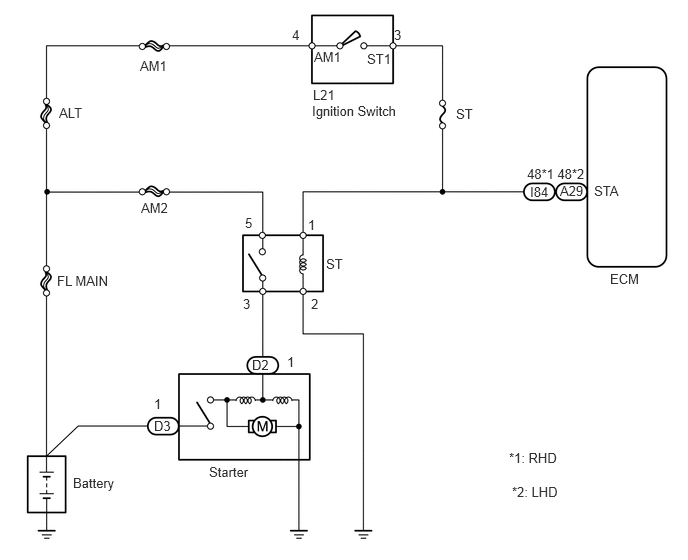 4
3
AM1
AM1
ST1
L21
Ignition Switch
ALT
ST
48*1 48*2
I84
A29
STA
AM2
5
1
ST
FL MAIN
ECM
3
2
D2
1
1
D3
M
Starter
Battery
*1: RHD
*2: LHD